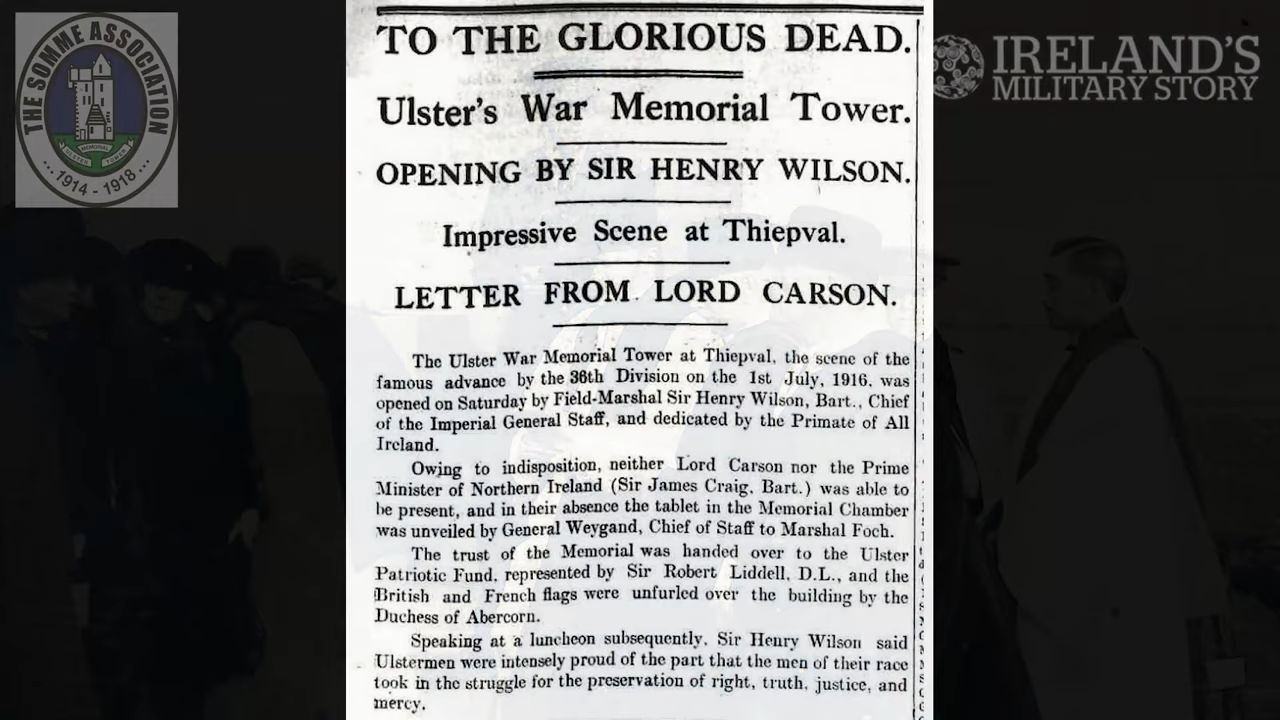 THE SOMME ASSOCIATION
ULSTER MEMORIAL TOWER
..1914 - 1918..
IRELAND'S
MILITARY STORY
TO THE GLORIOUS DEAD.
Ulster's War Memorial Tower.
OPENING BY SIR HENRY WILSON.
Impressive Scene at Thiepval.
LETTER FROM LORD CARSON.
The Ulster War Memorial Tower at Thiepval, the scene of the
famous advance by the 36th Division on the 1st July, 1916, was
opened on Saturday by Field-Marshal Sir Henry Wilson, Bart., Chief
of the Imperial General Staff, and dedicated by the Primate of All
Ireland.
Owing to indisposition, neither Lord Carson nor the Prime
Minister of Northern Ireland (Sir James Craig, Bart.) was able to
be present, and in their absence the tablet in the Memorial Chamber
was unveiled by General Weygand, Chief of Staff to Marshal Foch.
The trust of the Memorial was handed over to the Ulster
Patriotic Fund, represented by Sir Robert Liddell, D.L., and the
British and French flags were unfurled over the building by the
Duchess of Abercorn.
Speaking at a luncheon subsequently, Sir Henry Wilson said
Ulstermen were intensely proud of the part that the men of their race
took in the struggle for the preservation of right, truth, justice, and
mercy.